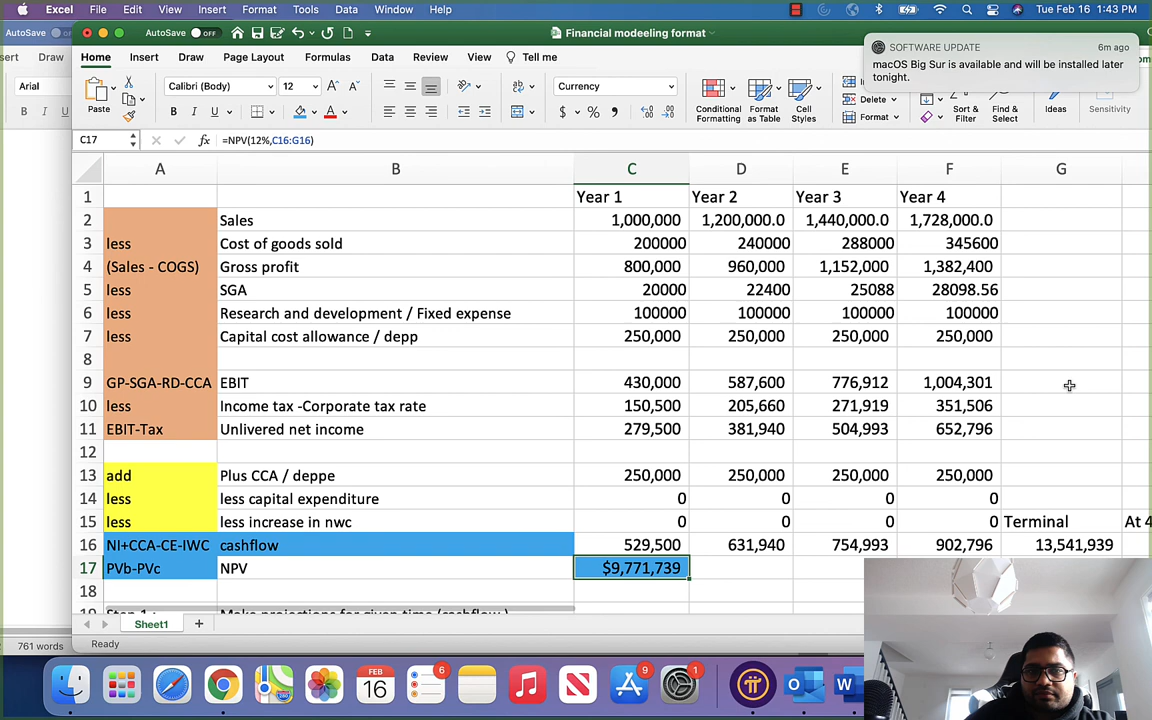 Excel File Edit View Insert Format Tools Data Window Help Tue Feb 16 1:43 PM
AutoSave OFF Financial modeeling format
AutoSave
SOFTWARE UPDATE 6m ago
macOS Big Sur is available and will be installed later
tonight.
sert Draw Home Insert Draw Page Layout Formulas Data Review View Tell me
Arial
B I U
Paste
Calibri (Body) 12 A A
B I U A
ab
Currency
$ % ,
Conditional
Formatting
Format
as Table
Cell
Styles
Delete
Format
Sort &
Filter
Find &
Select
Ideas
Sensitivity
C17 fx =NPV(12%,C16:G16)
A B C D E F G
1 Year 1 Year 2 Year 3 Year 4
2 Sales 1,000,000 1,200,000.0 1,440,000.0 1,728,000.0
3 less Cost of goods sold 200000 240000 288000 345600
4 (Sales - COGS) Gross profit 800,000 960,000 1,152,000 1,382,400
5 less SGA 20000 22400 25088 28098.56
6 less Research and development / Fixed expense 100000 100000 100000 100000
7 less Capital cost allowance / depp 250,000 250,000 250,000 250,000
8
9 GP-SGA-RD-CCA EBIT 430,000 587,600 776,912 1,004,301
10 less Income tax -Corporate tax rate 150,500 205,660 271,919 351,506
11 EBIT-Tax Unlivered net income 279,500 381,940 504,993 652,796
12
13 add Plus CCA / deppe 250,000 250,000 250,000 250,000
14 less less capital expenditure 0 0 0 0
15 less less increase in nwc 0 0 0 0 Terminal At 4
16 NI+CCA-CE-IWC cashflow 529,500 631,940 754,993 902,796 13,541,939
17 PVb-PVc NPV $9,771,739
18
Sheet1 +
761 words Ready
FEB
16
6
9
1
O
W